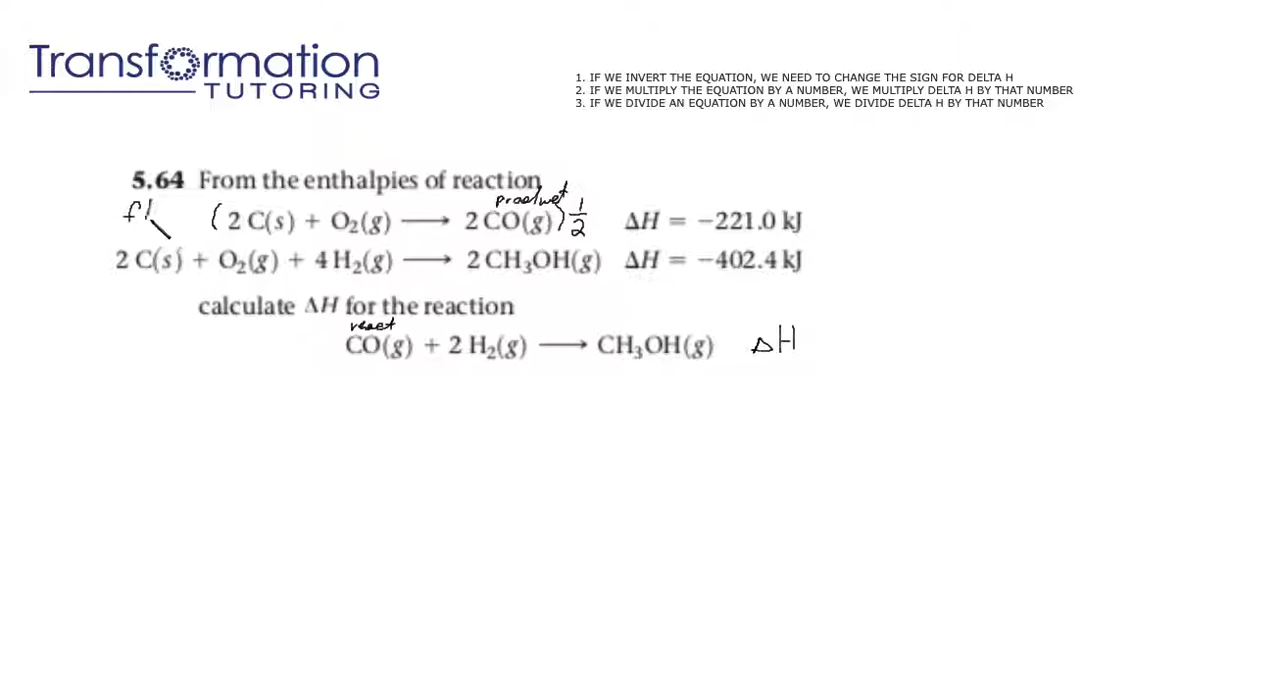 Transformation
TUTORING
1. IF WE INVERT THE EQUATION, WE NEED TO CHANGE THE SIGN FOR DELTA H
2. IF WE MULTIPLY THE EQUATION BY A NUMBER, WE MULTIPLY DELTA H BY THAT NUMBER
3. IF WE DIVIDE AN EQUATION BY A NUMBER, WE DIVIDE DELTA H BY THAT NUMBER
5.64 From the enthalpies of reaction
product
(2 C(s) + O₂(g) ⟶ 2 CO(g)) 1/2 ΔH = −221.0 kJ
2 C(s) + O₂(g) + 4 H₂(g) ⟶ 2 CH₃OH(g) ΔH = −402.4 kJ
calculate ΔH for the reaction
react
CO(g) + 2 H₂(g) ⟶ CH₃OH(g) ΔH